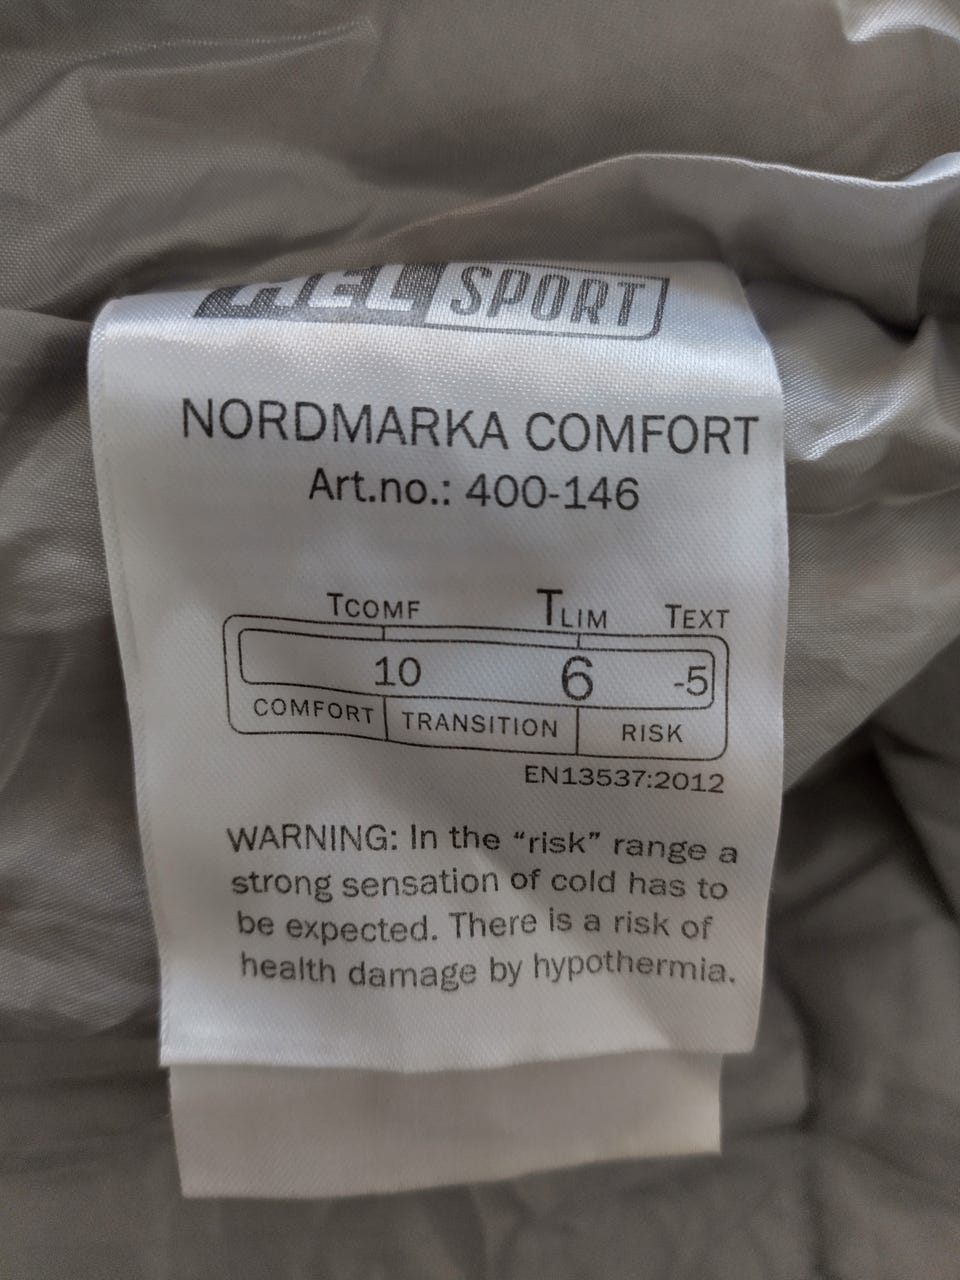 HELSPORT
NORDMARKA COMFORT
Art.no.: 400-146
TCOMF TLIM TEXT
10 6 -5
COMFORT TRANSITION RISK
EN13537:2012
WARNING: In the “risk” range a
strong sensation of cold has to
be expected. There is a risk of
health damage by hypothermia.